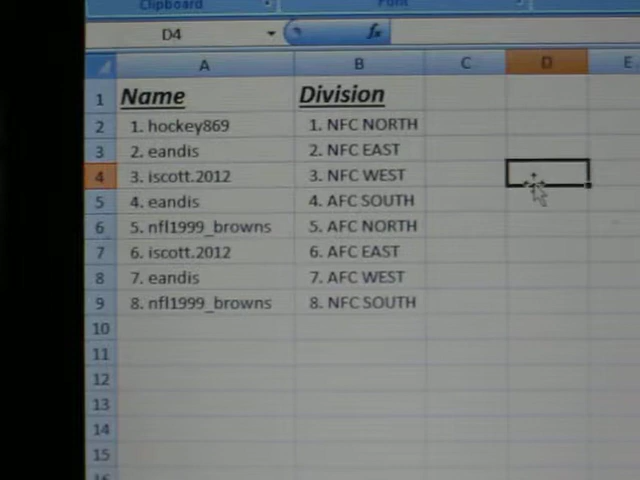 Clipboard Font
D4 fx
A B C D E
1 Name Division
2 1. hockey869 1. NFC NORTH
3 2. eandis 2. NFC EAST
4 3. iscott.2012 3. NFC WEST
5 4. eandis 4. AFC SOUTH
6 5. nfl1999_browns 5. AFC NORTH
7 6. iscott.2012 6. AFC EAST
8 7. eandis 7. AFC WEST
9 8. nfl1999_browns 8. NFC SOUTH
10
11
12
13
14
15
16